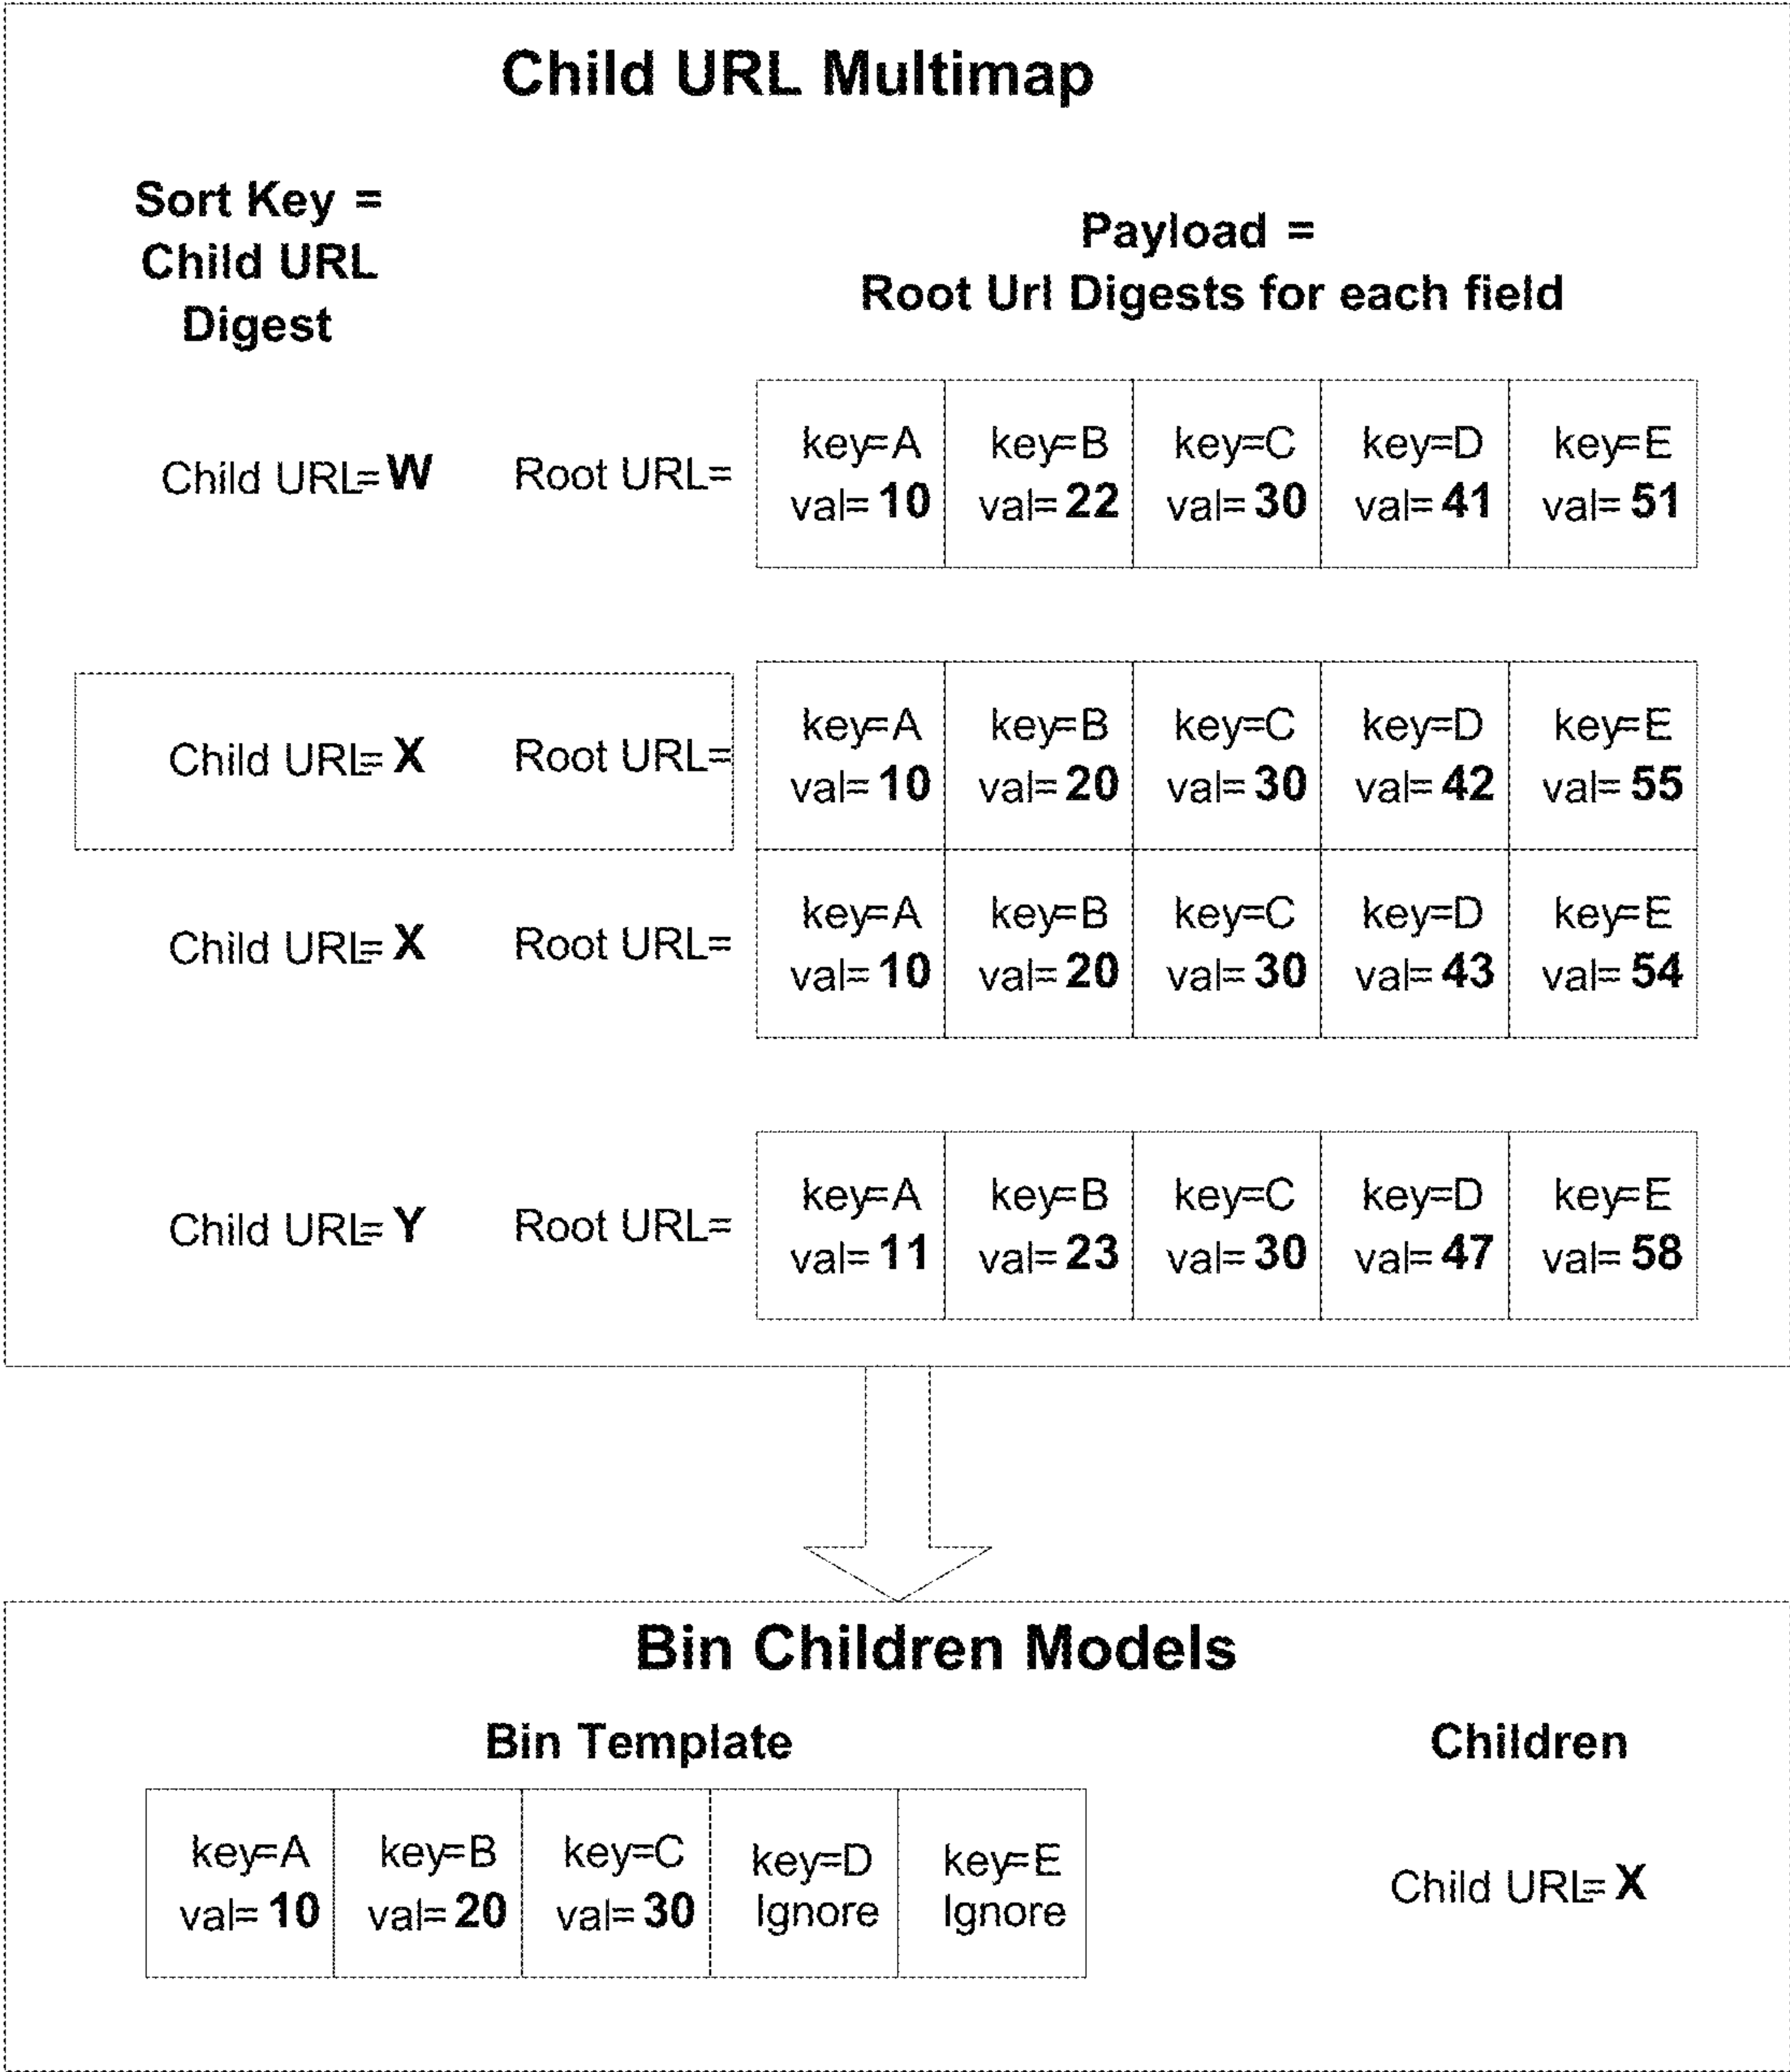 Child URL Multimap
Sort Key =
Child URL
Digest
Payload =
Root Url Digests for each field
Child URL= W Root URL=
key=A key=B key=C key=D key=E
val= 10 val= 22 val= 30 val= 41 val= 51
Child URL= X Root URL=
key=A key=B key=C key=D key=E
val= 10 val= 20 val= 30 val= 42 val= 55
Child URL= X Root URL=
key=A key=B key=C key=D key=E
val= 10 val= 20 val= 30 val= 43 val= 54
Child URL= Y Root URL=
key=A key=B key=C key=D key=E
val= 11 val= 23 val= 30 val= 47 val= 58
Bin Children Models
Bin Template
Children
key=A key=B key=C key=D key=E
val= 10 val= 20 val= 30 Ignore Ignore
Child URL= X